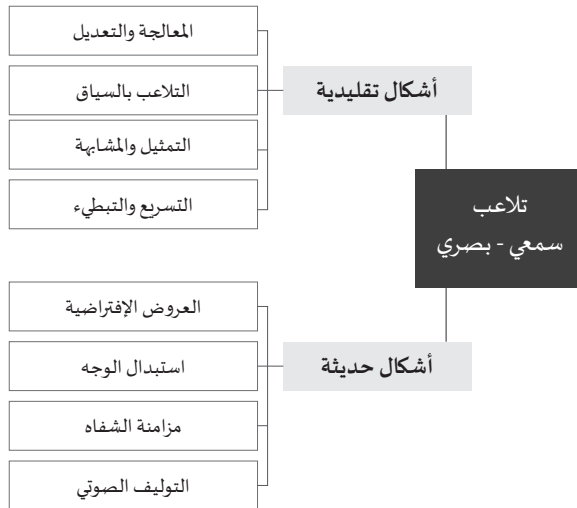 تلاعب
سمعي - بصري
أشكال تقليدية
المعالجة والتعديل
التلاعب بالسياق
التمثيل والمشابهة
التسريع والتبطيء
أشكال حديثة
العروض الإفتراضية
استبدال الوجه
مزامنة الشفاه
التوليف الصوتي